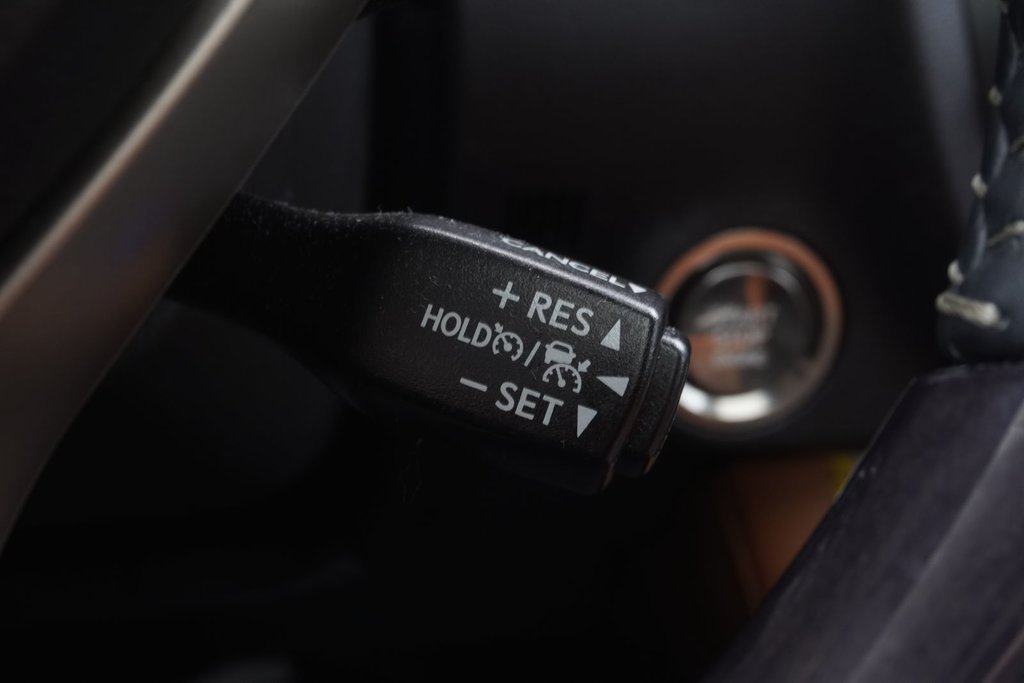 CANCEL
+ RES
HOLD /
− SET